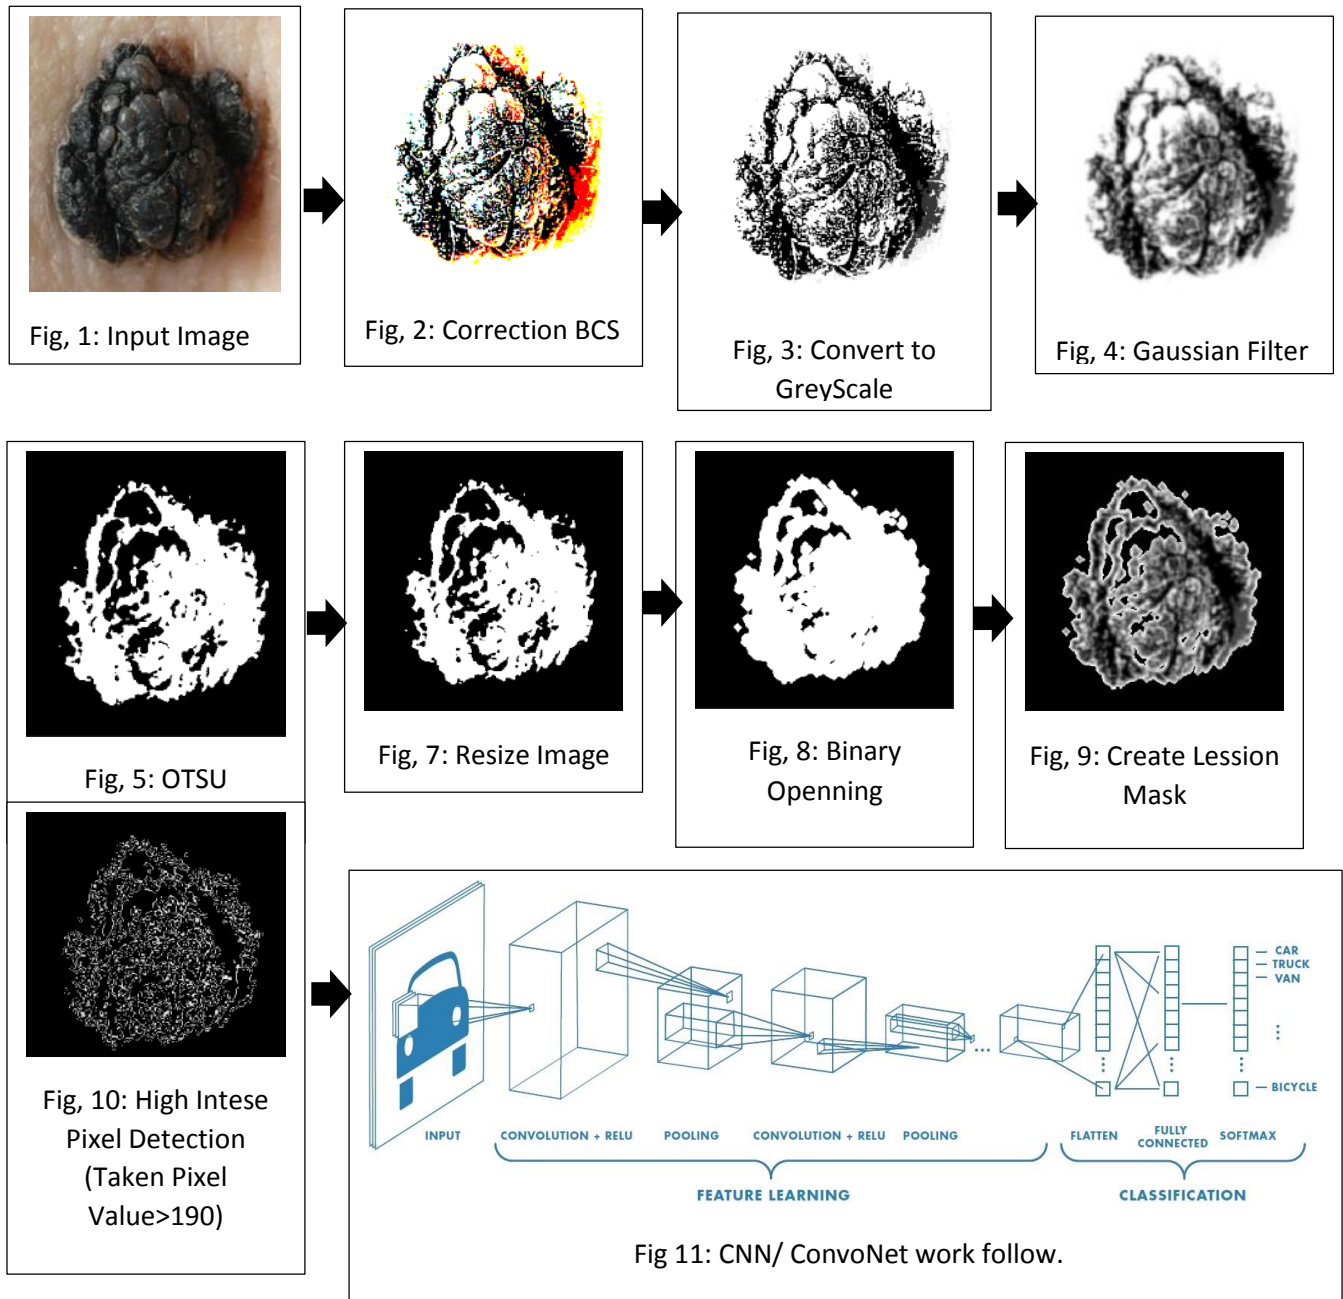 Fig, 1: Input Image
Fig, 2: Correction BCS
Fig, 3: Convert to
GreyScale
Fig, 4: Gaussian Filter
Fig, 5: OTSU
Fig, 7: Resize Image
Fig, 8: Binary
Openning
Fig, 9: Create Lession
Mask
Fig, 10: High Intese
Pixel Detection
(Taken Pixel
Value>190)
CAR
TRUCK
VAN
BICYCLE
INPUT
CONVOLUTION + RELU
POOLING
CONVOLUTION + RELU
POOLING
FLATTEN
FULLY
CONNECTED
SOFTMAX
FEATURE LEARNING
CLASSIFICATION
Fig 11: CNN/ ConvoNet work follow.